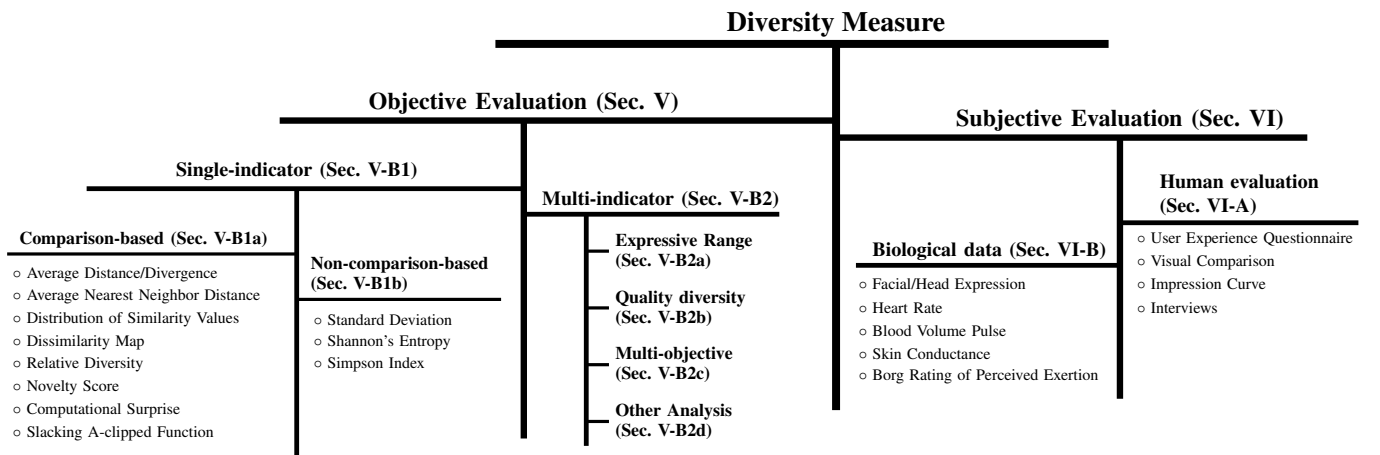 Diversity Measure
Objective Evaluation (Sec. V)
Single-indicator (Sec. V-B1)
Comparison-based (Sec. V-B1a)
○ Average Distance/Divergence
○ Average Nearest Neighbor Distance
○ Distribution of Similarity Values
○ Dissimilarity Map
○ Relative Diversity
○ Novelty Score
○ Computational Surprise
○ Slacking A-clipped Function
Non-comparison-based
(Sec. V-B1b)
○ Standard Deviation
○ Shannon's Entropy
○ Simpson Index
Multi-indicator (Sec. V-B2)
Expressive Range
(Sec. V-B2a)
Quality diversity
(Sec. V-B2b)
Multi-objective
(Sec. V-B2c)
Other Analysis
(Sec. V-B2d)
Subjective Evaluation (Sec. VI)
Biological data (Sec. VI-B)
○ Facial/Head Expression
○ Heart Rate
○ Blood Volume Pulse
○ Skin Conductance
○ Borg Rating of Perceived Exertion
Human evaluation
(Sec. VI-A)
○ User Experience Questionnaire
○ Visual Comparison
○ Impression Curve
○ Interviews